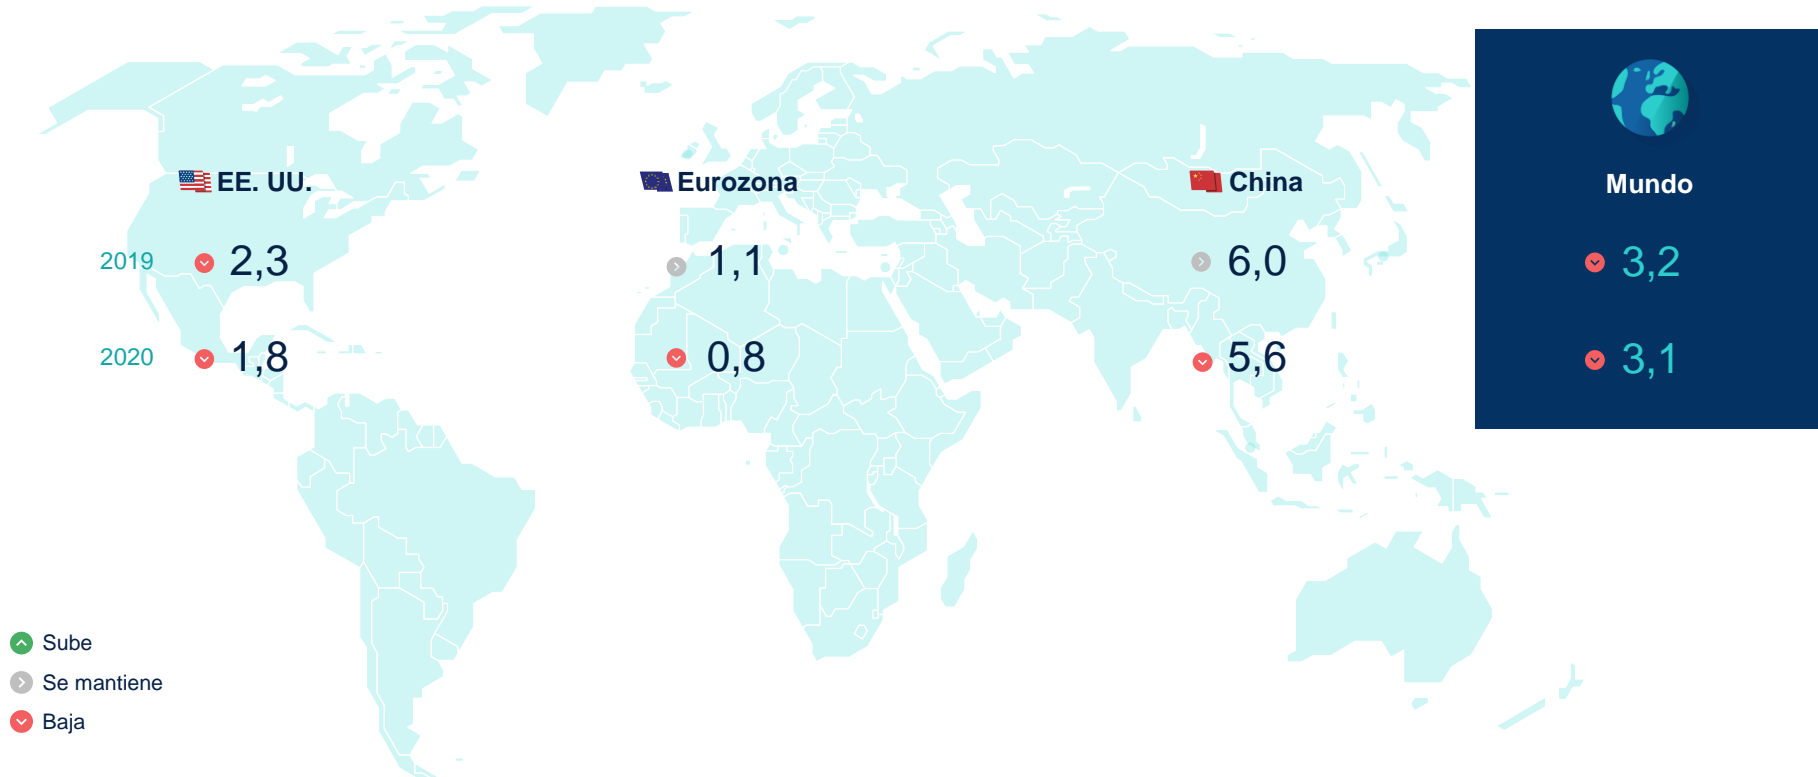 EE. UU.
Eurozona
China
Mundo
2019
2,3
1,1
6,0
3,2
2020
1,8
0,8
5,6
3,1
Sube
Se mantiene
Baja